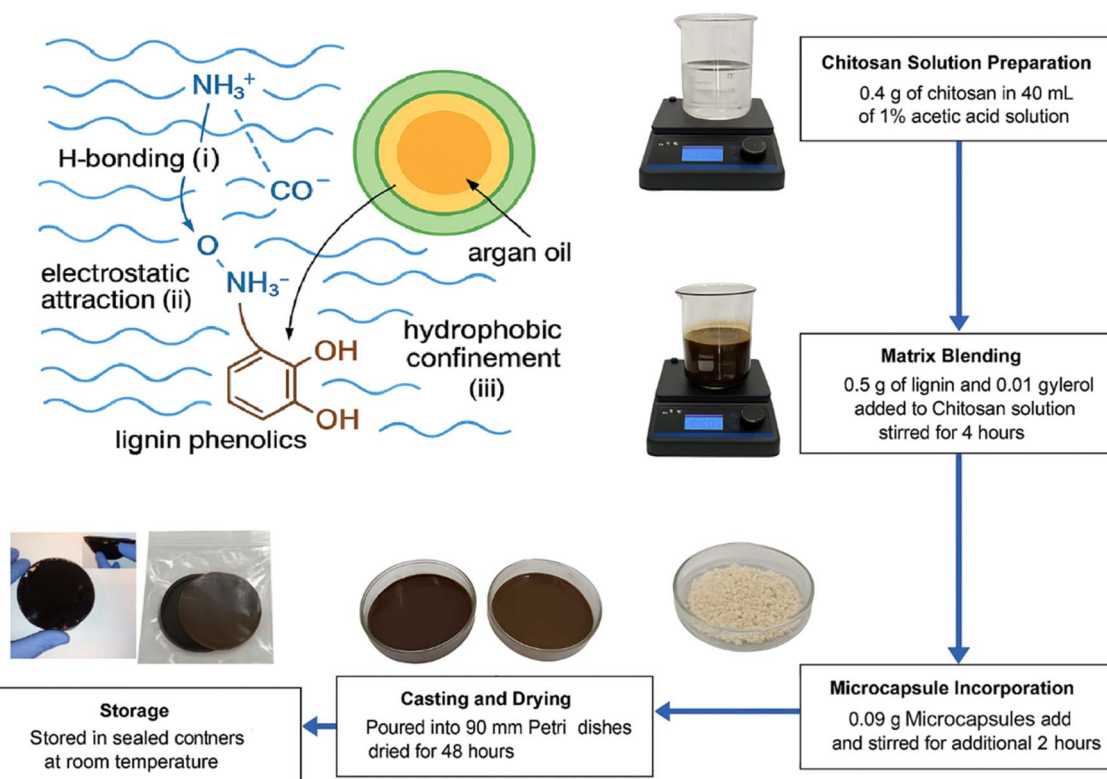 NH₃⁺
H-bonding (i)
CO⁻
O
NH₃⁻
electrostatic
attraction (ii)
OH
OH
lignin phenolics
argan oil
hydrophobic
confinement
(iii)
Chitosan Solution Preparation
0.4 g of chitosan in 40 mL
of 1% acetic acid solution
Matrix Blending
0.5 g of lignin and 0.01 gylerol
added to Chitosan solution
stirred for 4 hours
Microcapsule Incorporation
0.09 g Microcapsules add
and stirred for additional 2 hours
Casting and Drying
Poured into 90 mm Petri dishes
dried for 48 hours
Storage
Stored in sealed contners
at room temperature